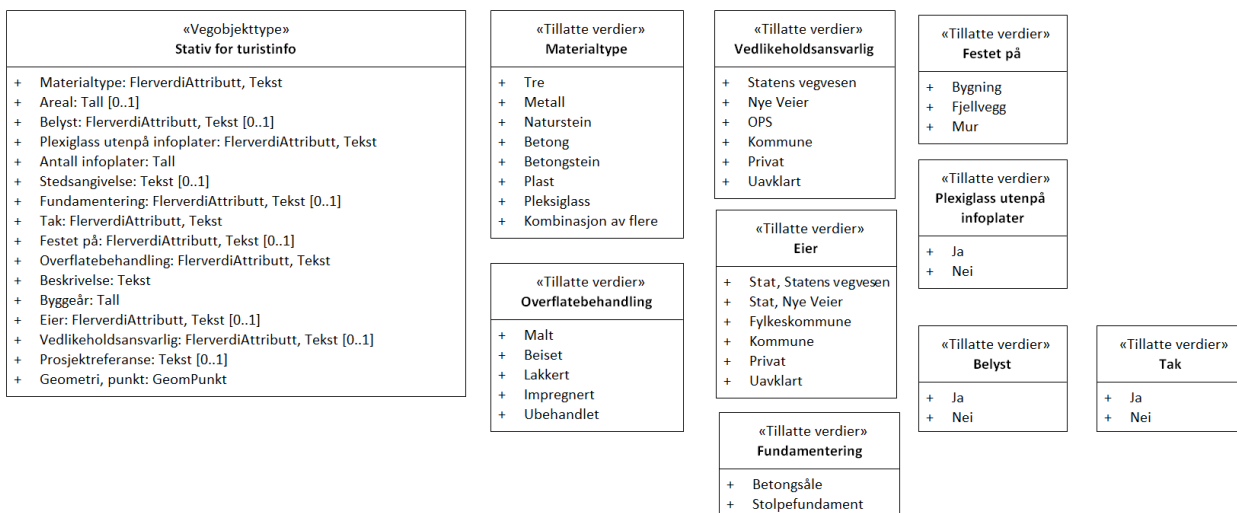 «Vegobjekttype»
Stativ for turistinfo
+ Materialtype: FlerverdiAttributt, Tekst
+ Areal: Tall [0..1]
+ Belyst: FlerverdiAttributt, Tekst [0..1]
+ Plexiglass utenpå infoplater: FlerverdiAttributt, Tekst
+ Antall infoplater: Tall
+ Stedsangivelse: Tekst [0..1]
+ Fundamentering: FlerverdiAttributt, Tekst [0..1]
+ Tak: FlerverdiAttributt, Tekst
+ Festet på: FlerverdiAttributt, Tekst [0..1]
+ Overflatebehandling: FlerverdiAttributt, Tekst
+ Beskrivelse: Tekst
+ Byggeår: Tall
+ Eier: FlerverdiAttributt, Tekst [0..1]
+ Vedlikeholdsansvarlig: FlerverdiAttributt, Tekst [0..1]
+ Prosjektreferanse: Tekst [0..1]
+ Geometri, punkt: GeomPunkt
«Tillatte verdier»
Materialtype
+ Tre
+ Metall
+ Naturstein
+ Betong
+ Betongstein
+ Plast
+ Pleksiglass
+ Kombinasjon av flere
«Tillatte verdier»
Overflatebehandling
+ Malt
+ Beiset
+ Lakkert
+ Impregnert
+ Ubehandlet
«Tillatte verdier»
Vedlikeholdsansvarlig
+ Statens vegvesen
+ Nye Veier
+ OPS
+ Kommune
+ Privat
+ Uavklart
«Tillatte verdier»
Eier
+ Stat, Statens vegvesen
+ Stat, Nye Veier
+ Fylkeskommune
+ Kommune
+ Privat
+ Uavklart
«Tillatte verdier»
Fundamentering
+ Betongsåle
+ Stolpefundament
«Tillatte verdier»
Festet på
+ Bygning
+ Fjellvegg
+ Mur
«Tillatte verdier»
Plexiglass utenpå
infoplater
+ Ja
+ Nei
«Tillatte verdier»
Belyst
+ Ja
+ Nei
«Tillatte verdier»
Tak
+ Ja
+ Nei